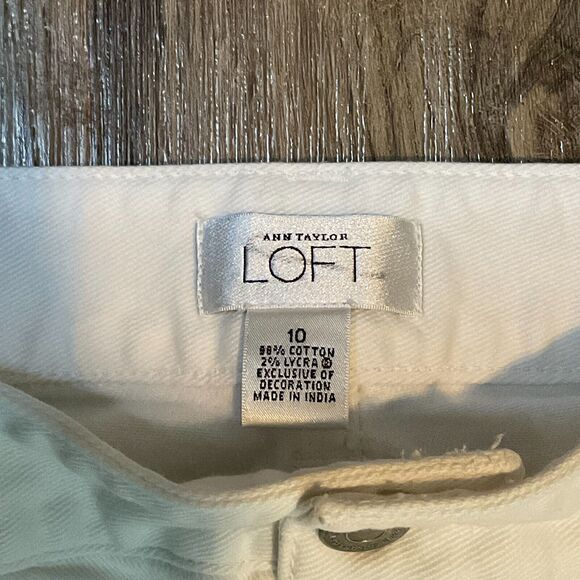 ANN TAYLOR
LOFT
10
98% COTTON
2% LYCRA ®
EXCLUSIVE OF
DECORATION
MADE IN INDIA